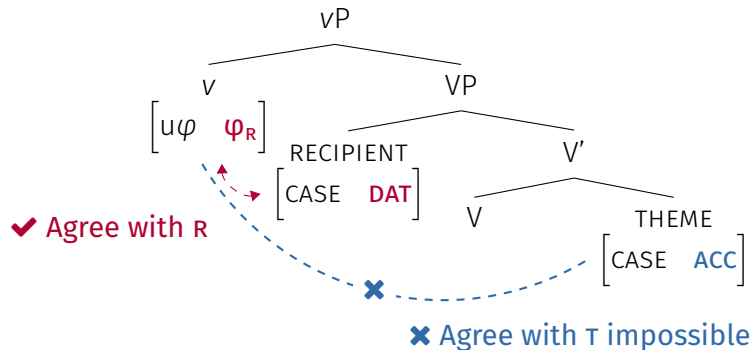 vP
v VP
[uφ φR]
RECIPIENT V’
[CASE DAT] V THEME
✔ Agree with R
[CASE ACC]
✖
✖ Agree with T impossible